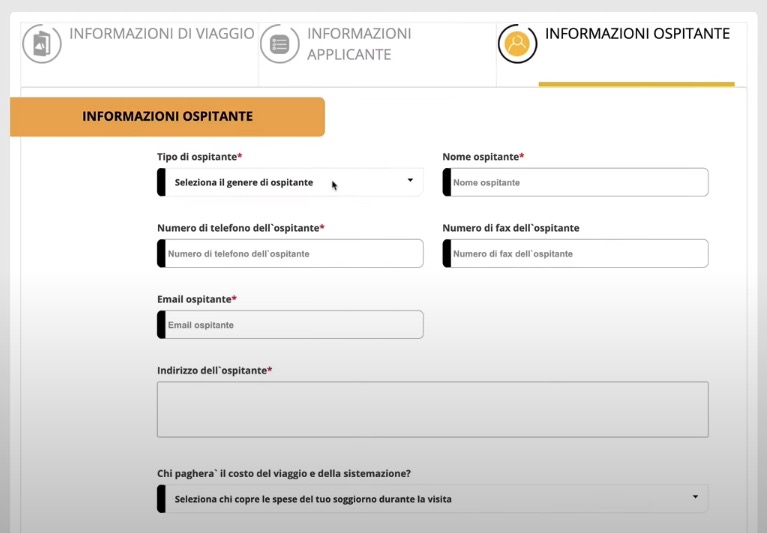 INFORMAZIONI DI VIAGGIO
INFORMAZIONI
APPLICANTE
INFORMAZIONI OSPITANTE
INFORMAZIONI OSPITANTE
Tipo di ospitante*
Nome ospitante*
Seleziona il genere di ospitante
Nome ospitante
Numero di telefono dell`ospitante*
Numero di fax dell`ospitante
Numero di telefono dell`ospitante
Numero di fax dell`ospitante
Email ospitante*
Email ospitante
Indirizzo dell`ospitante*
Chi paghera` il costo del viaggio e della sistemazione?
Seleziona chi copre le spese del tuo soggiorno durante la visita